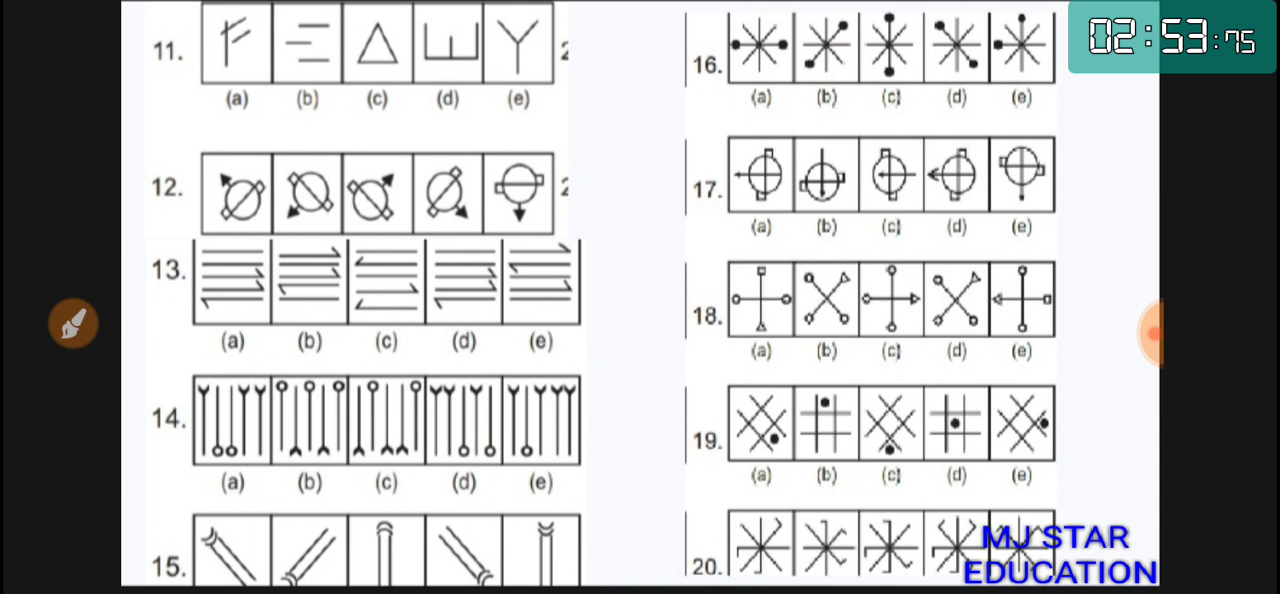 11.
(a) (b) (c) (d) (e)
12.
13.
(a) (b) (c) (d) (e)
14.
(a) (b) (c) (d) (e)
15.
02:53:75
16.
(a) (b) (c) (d) (e)
17.
(a) (b) (c) (d) (e)
18.
(a) (b) (c) (d) (e)
19.
(a) (b) (c) (d) (e)
20.
MJ STAR
EDUCATION